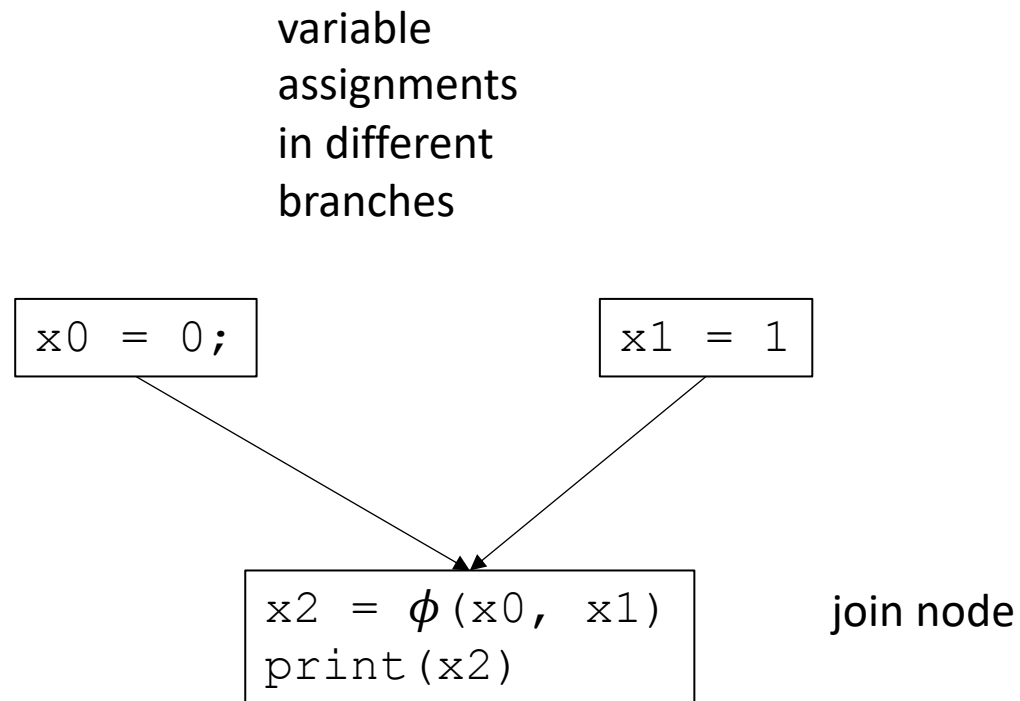 variable
assignments
in different
branches
x0 = 0;
x1 = 1
x2 = ϕ(x0, x1)
print(x2)
join node